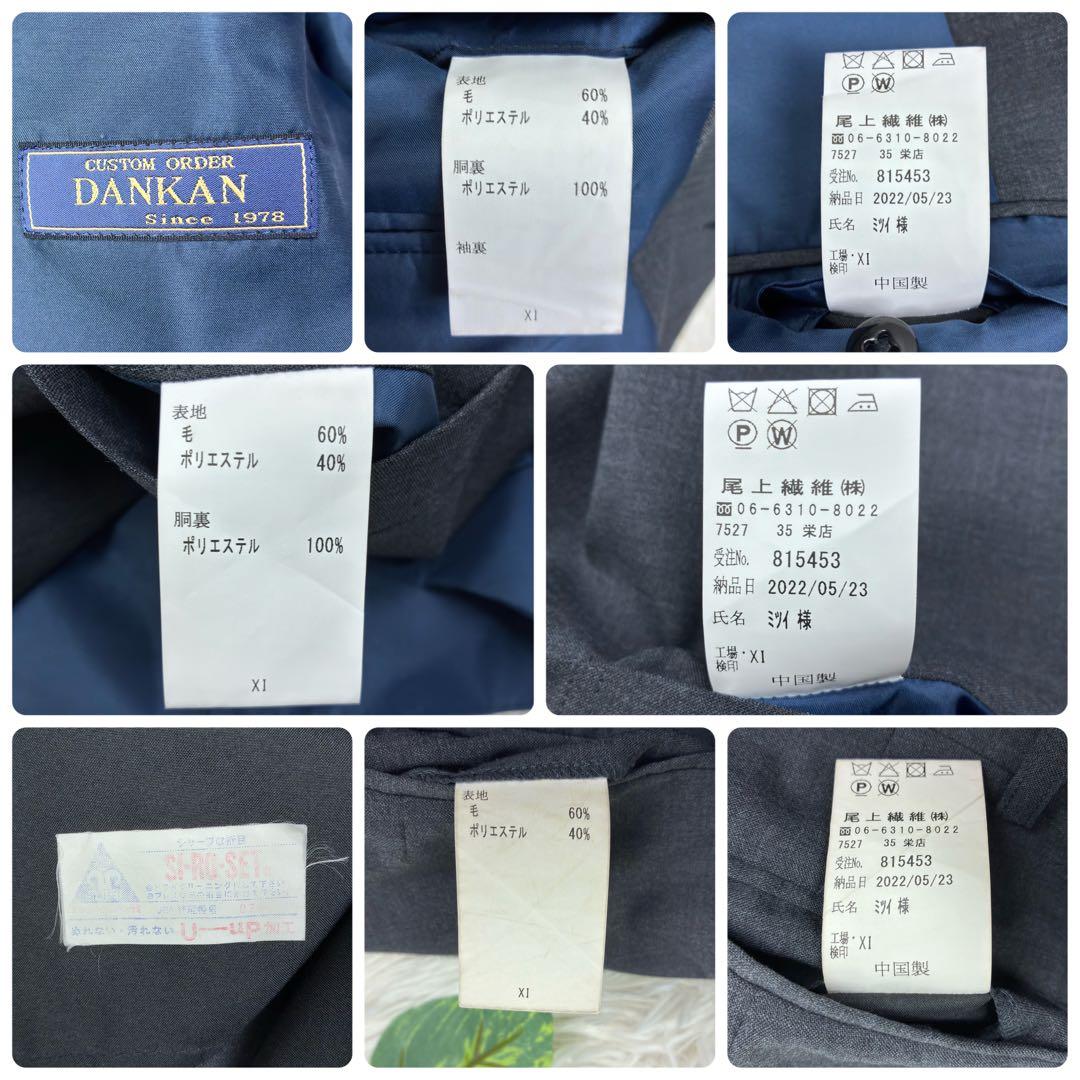 CUSTOM ORDER
DANKAN
Since 1978
表地
毛 60%
ポリエステル 40%
胴裏
ポリエステル 100%
袖裏
XI
P W
尾上繊維(株)
06-6310-8022
7527 35 栄店
受注No. 815453
納品日 2022/05/23
氏名 ミツイ 様
工場・XI
検印
中国製
表地
毛 60%
ポリエステル 40%
胴裏
ポリエステル 100%
XI
P W
尾上繊維(株)
06-6310-8022
7527 35 栄店
受注No. 815453
納品日 2022/05/23
氏名 ミツイ 様
工場・XI
検印
中国製
シャープな折目
SI-RO-SET
ぬれない・汚れない U-up 加工
表地
毛 60%
ポリエステル 40%
XI
P W
尾上繊維(株)
06-6310-8022
7527 35 栄店
受注No. 815453
納品日 2022/05/23
氏名 ミツイ 様
工場・XI
検印
中国製